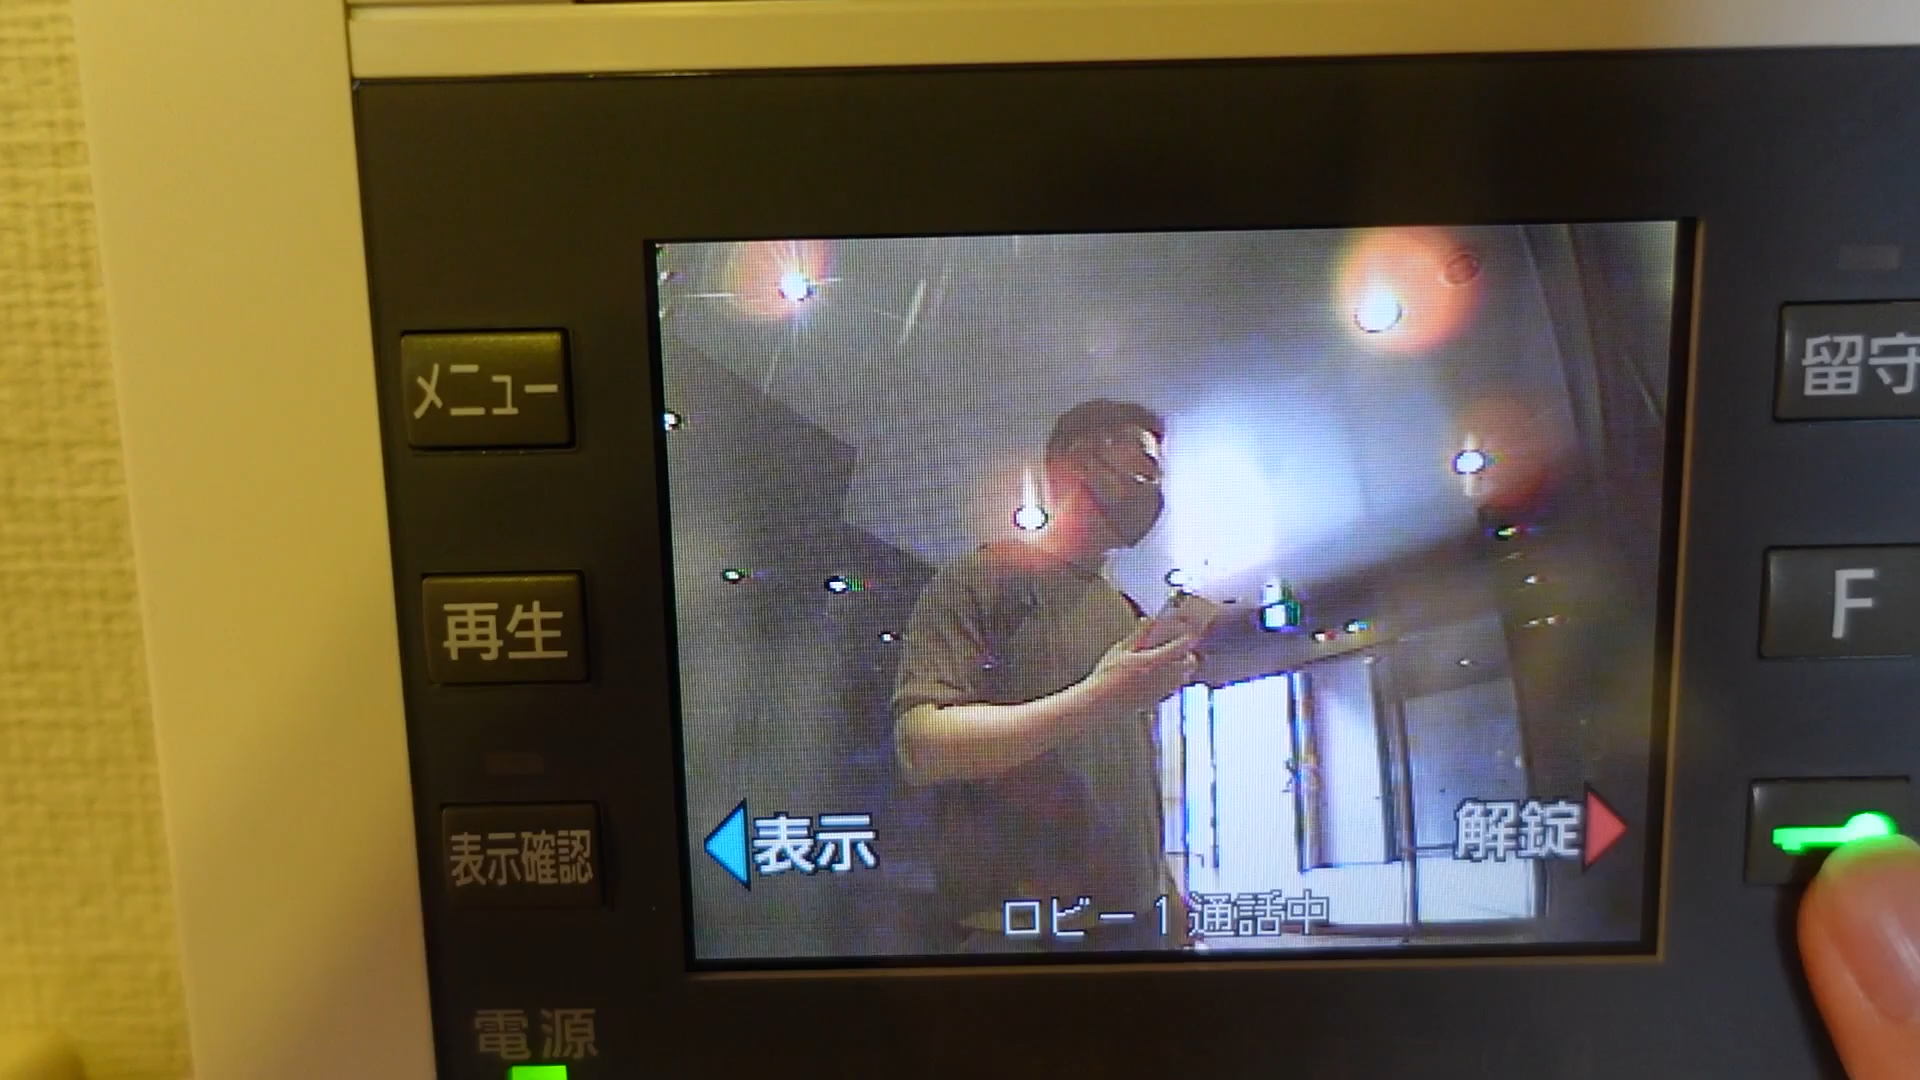 メニュー
再生
表示確認
電源
表示
解錠
ロビー1通話中
留守
F